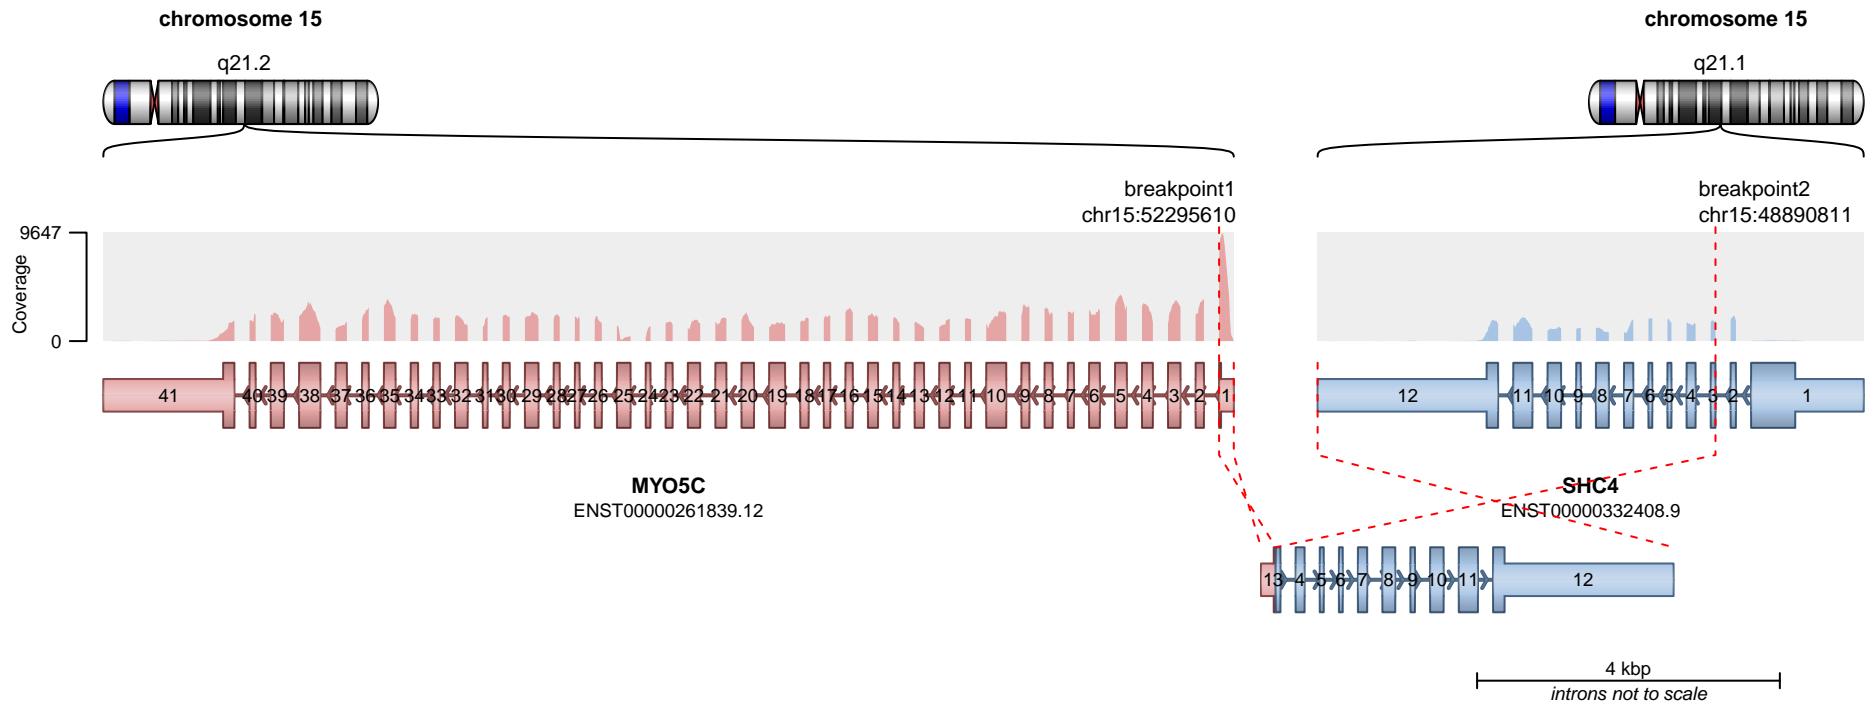 chromosome 15
chromosome 15
q21.2
q21.1
breakpoint1
chr15:52295610
breakpoint2
chr15:48890811
9647
Coverage
0
41 40 39 38 37 36 35 34 33 32 31 30 29 28 27 26 25 24 23 22 21 20 19 18 17 16 15 14 13 12 11 10 9 8 7 6 5 4 3 2 1
12 11 10 9 8 7 6 5 4 3 2 1
MYO5C
ENST00000261839.12
SHC4
ENST00000332408.9
1 3 4 5 6 7 8 9 10 11 12
4 kbp
introns not to scale